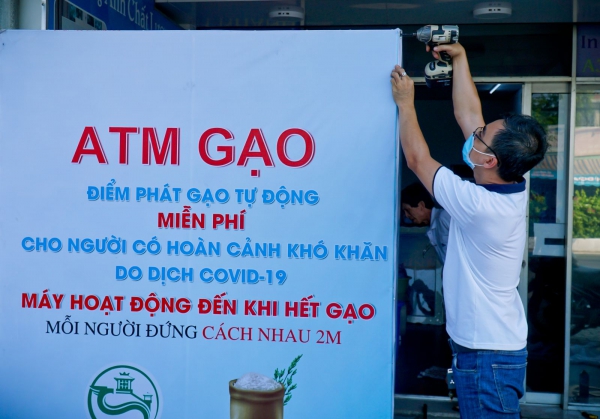 ATM GẠO
ĐIỂM PHÁT GẠO TỰ ĐỘNG
MIỄN PHÍ
CHO NGƯỜI CÓ HOÀN CẢNH KHÓ KHĂN
DO DỊCH COVID-19
MÁY HOẠT ĐỘNG ĐẾN KHI HẾT GẠO
MỖI NGƯỜI ĐỨNG CÁCH NHAU 2M